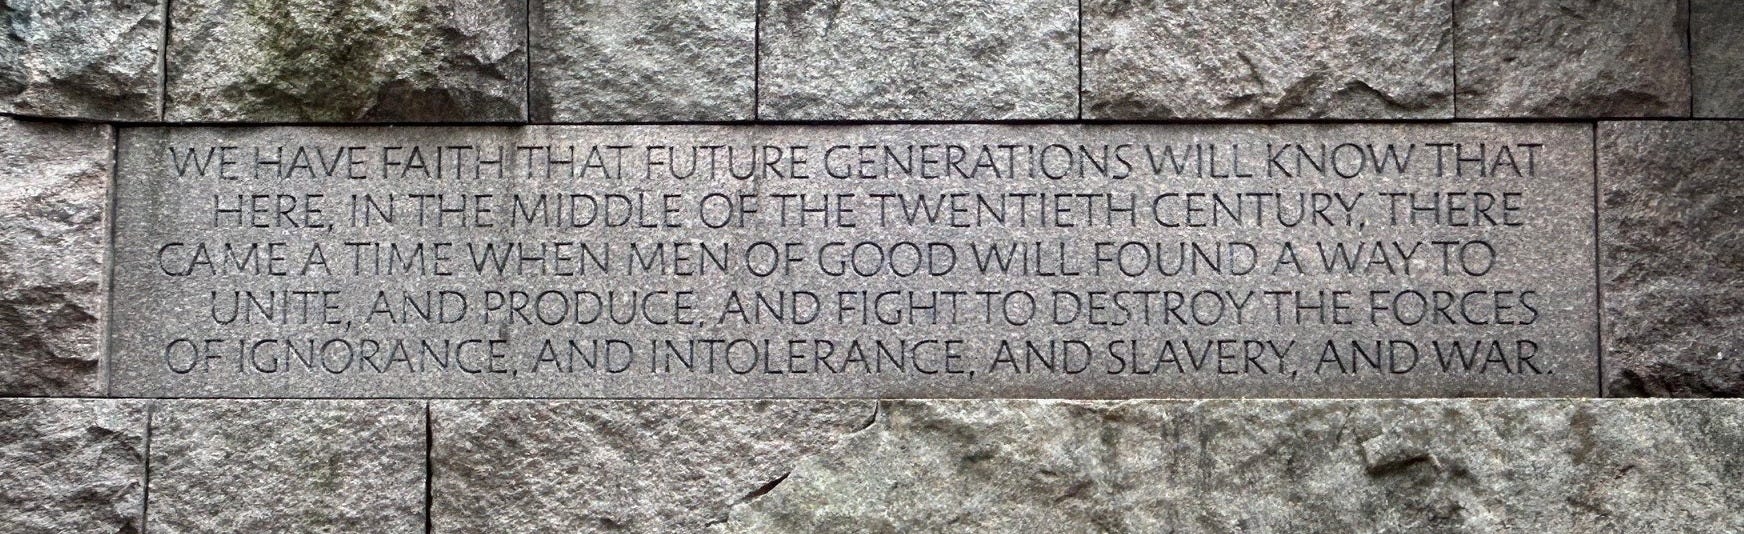 WE HAVE FAITH THAT FUTURE GENERATIONS WILL KNOW THAT
HERE, IN THE MIDDLE OF THE TWENTIETH CENTURY, THERE
CAME A TIME WHEN MEN OF GOOD WILL FOUND A WAY TO
UNITE, AND PRODUCE, AND FIGHT TO DESTROY THE FORCES
OF IGNORANCE, AND INTOLERANCE, AND SLAVERY, AND WAR.